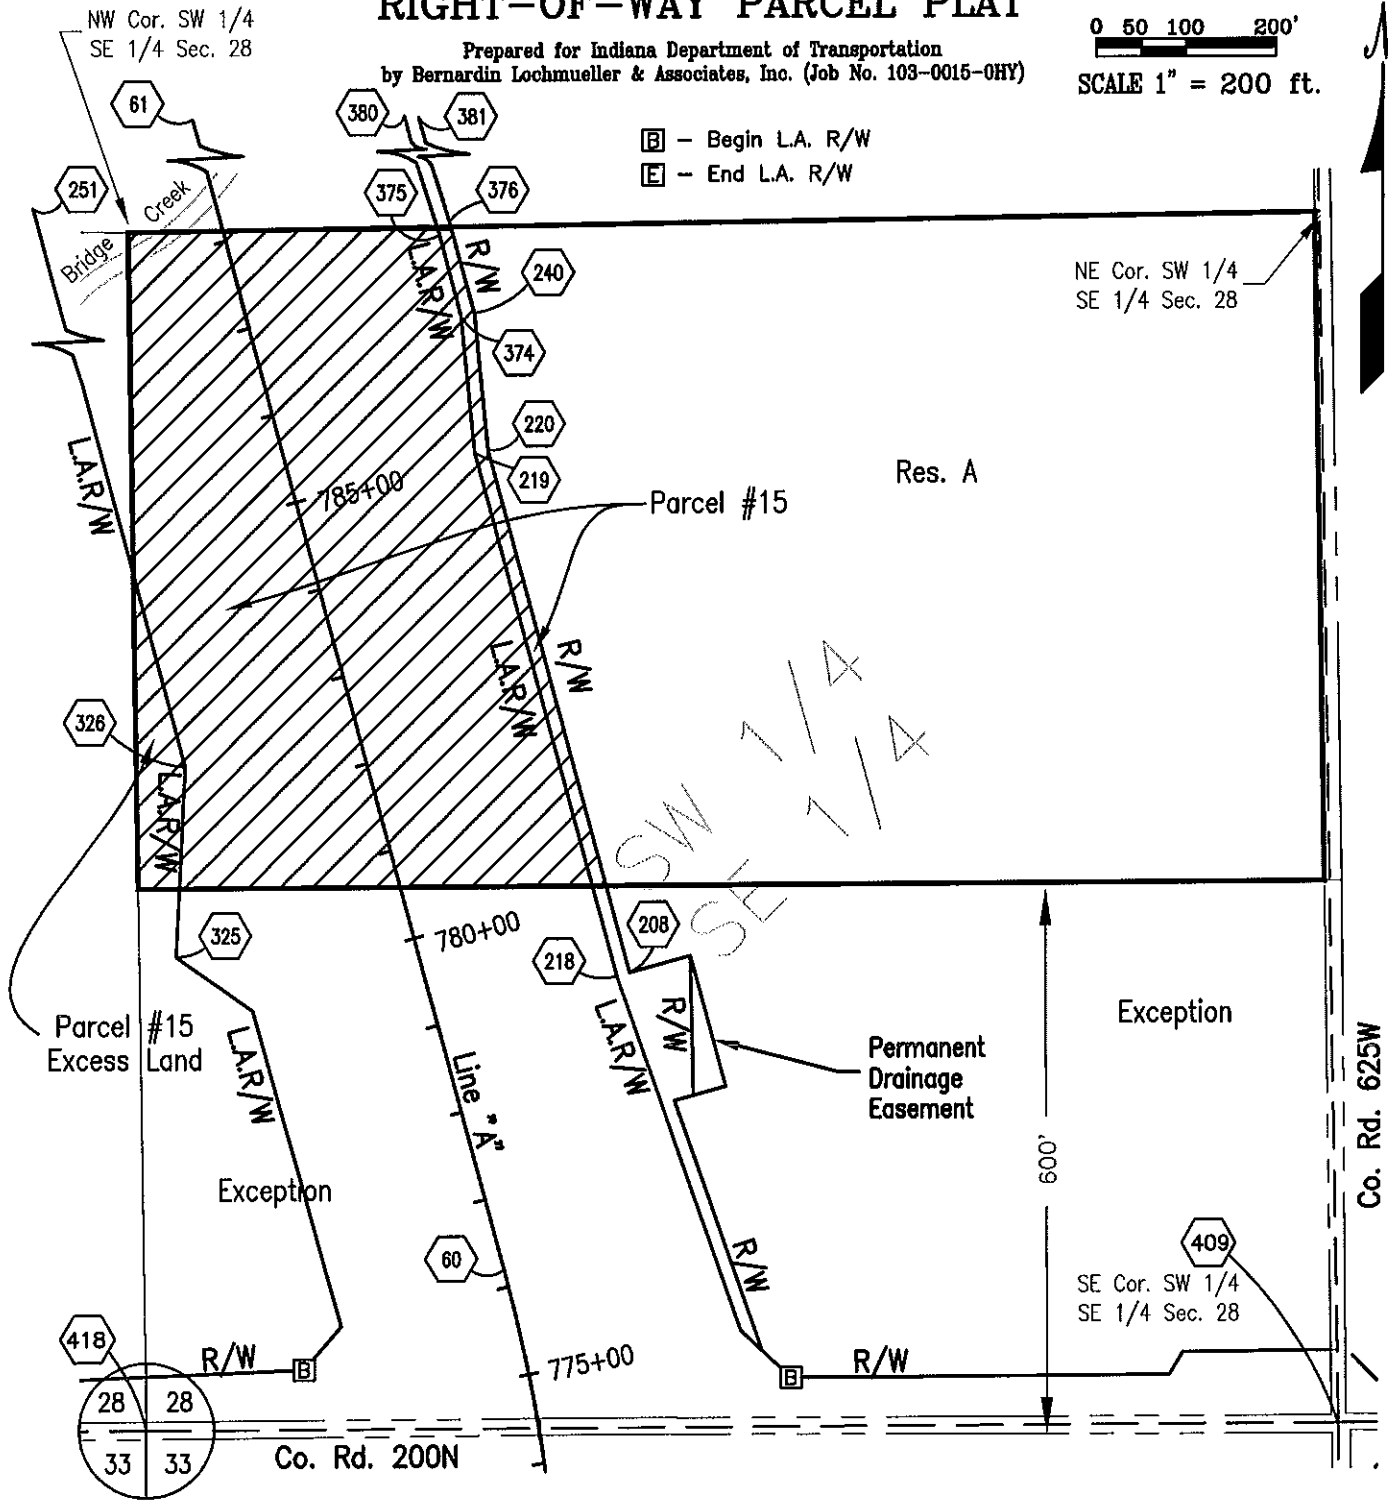 RIGHT-OF-WAY PARCEL PLAT
Prepared for Indiana Department of Transportation
by Bernardin Lochmueller & Associates, Inc. (Job No. 103-0015-0HY)
NW Cor. SW 1/4
SE 1/4 Sec. 28
0 50 100 200'
SCALE 1" = 200 ft.
B - Begin L.A. R/W
E - End L.A. R/W
61
380
381
251
375
376
Bridge Creek
L.A.R/W
R/W
240
NE Cor. SW 1/4
SE 1/4 Sec. 28
374
220
219
L.A.R/W
785+00
Parcel #15
Res. A
L.A.R/W
R/W
326
L.A.R/W
SW 1/4
SE 1/4
325
780+00
218
208
Parcel #15
Excess Land
L.A.R/W
Line "A"
L.A.R/W
R/W
Permanent
Drainage
Easement
Exception
Co. Rd. 625W
600'
Exception
60
R/W
409
SE Cor. SW 1/4
SE 1/4 Sec. 28
418
R/W
B
775+00
B
R/W
28 28
33 33
Co. Rd. 200N